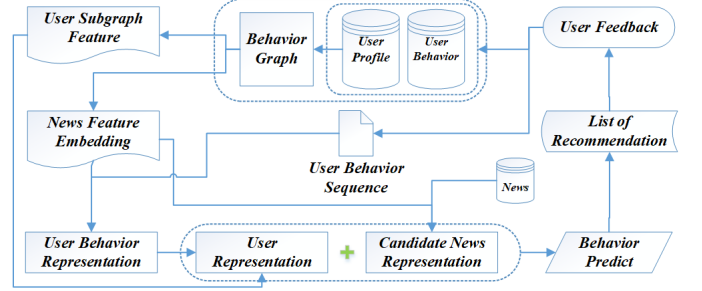 User Subgraph
Feature
Behavior
Graph
User
Profile
User
Behavior
User Feedback
News Feature
Embedding
User Behavior
Sequence
News
List of
Recommendation
User Behavior
Representation
User
Representation
Candidate News
Representation
Behavior
Predict